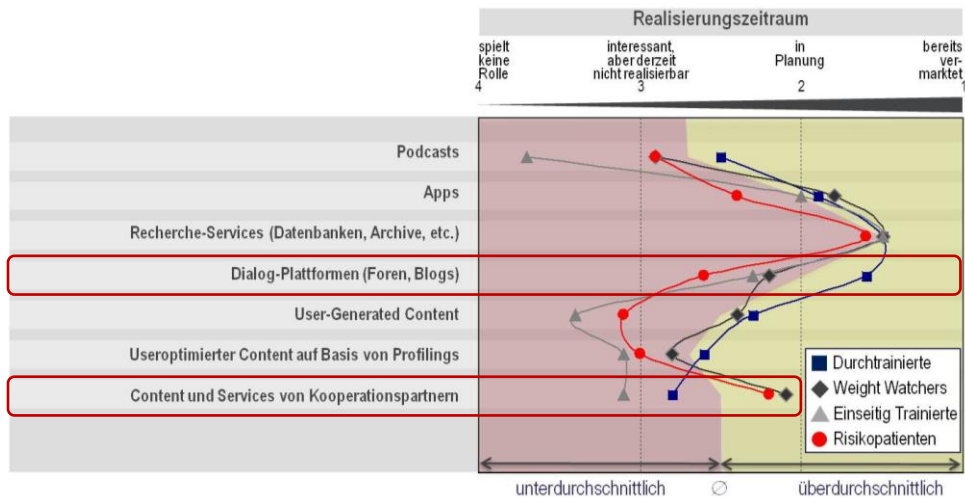 Realisierungszeitraum
spielt
keine
Rolle
4
interessant,
aber derzeit
nicht realisierbar
3
in
Planung
2
bereits
ver-
marktet
1
Podcasts
Apps
Recherche-Services (Datenbanken, Archive, etc.)
Dialog-Plattformen (Foren, Blogs)
User-Generated Content
Useroptimierter Content auf Basis von Profilings
Content und Services von Kooperationspartnern
Durchtrainierte
Weight Watchers
Einseitig Trainierte
Risikopatienten
unterdurchschnittlich ∅ überdurchschnittlich